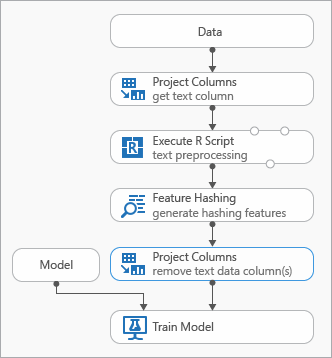 Data
Project Columns
get text column
Execute R Script
text preprocessing
Feature Hashing
generate hashing features
Project Columns
remove text data column(s)
Model
Train Model